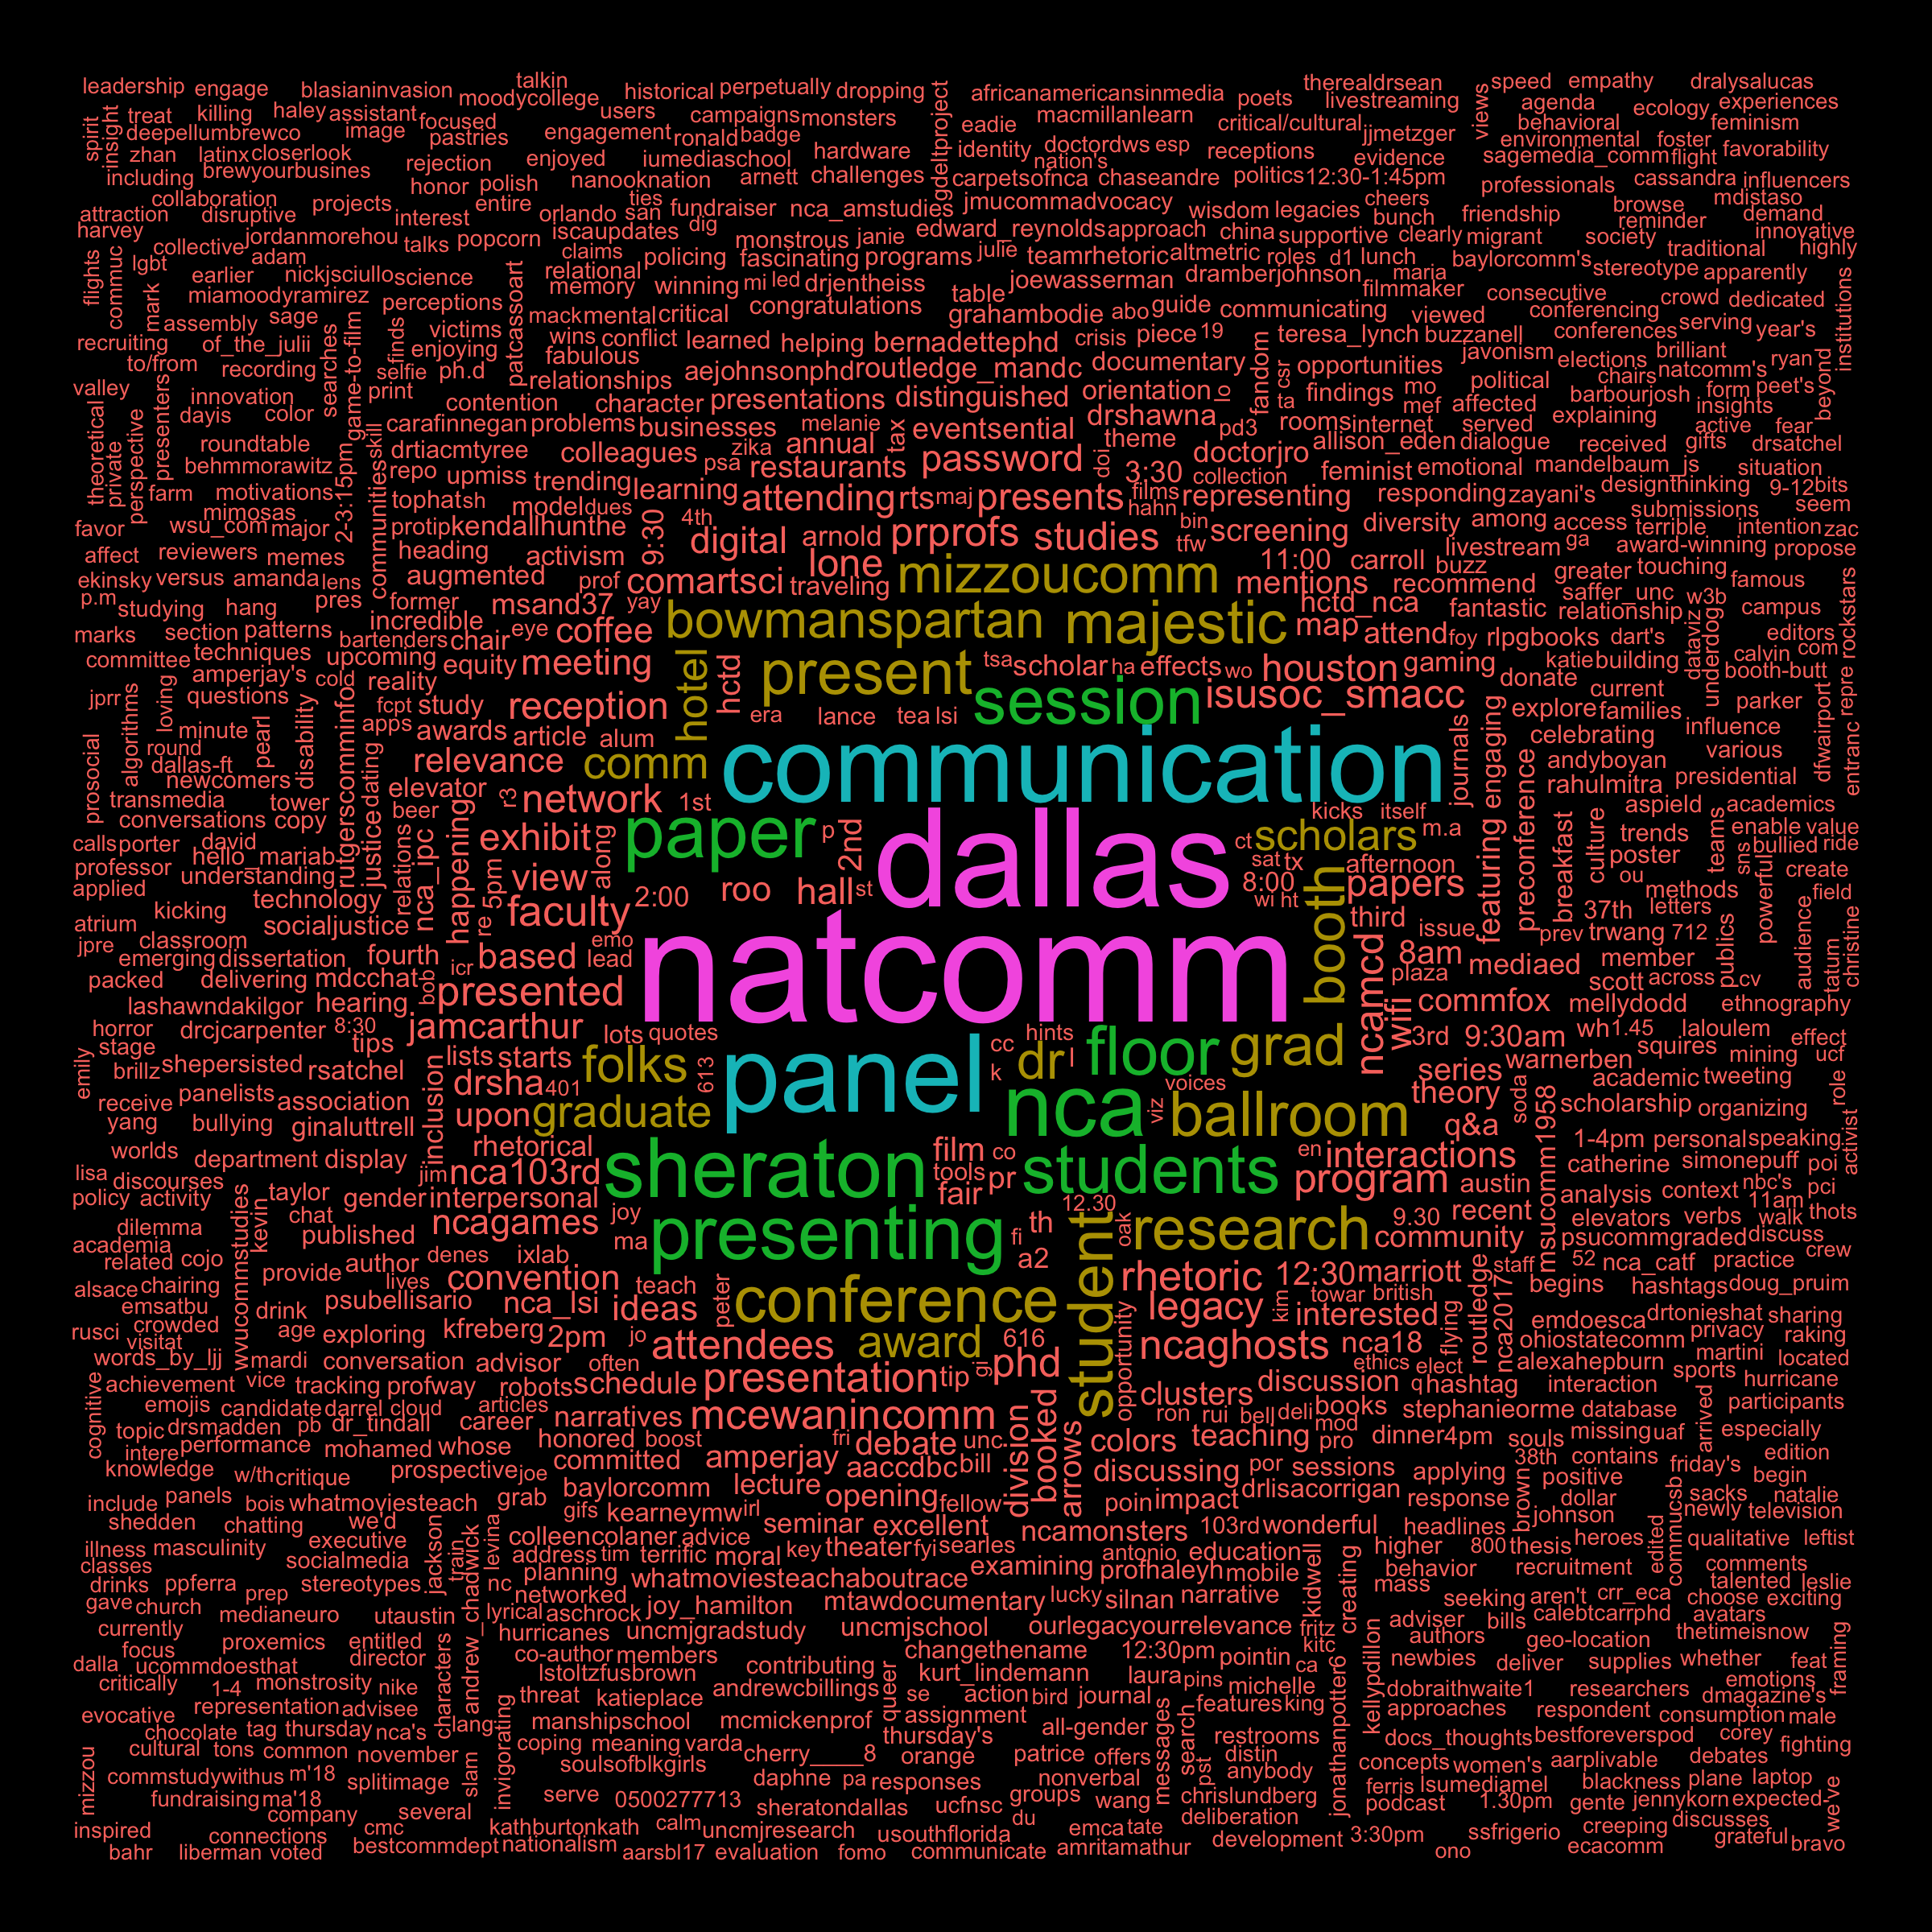 leadership engage blasianinvasion talkin moodycollege users historical perpetually dropping africanamericansinmedia poets therealdrsean livestreaming views speed empathy dralysalucas
spirit insight treat killing haley assistant focused campaigns monsters gdeltproject eadie macmillanlearn critical/cultural jjmetzger agenda behavioral ecology experiences feminism
deepellumbrewco image pastries engagement ronald badge identity doctordws esp receptions evidence environmental foster
zhan latinx closerlook rejection enjoyed iumediaschool hardware nation's sagemedia_comm flight favorability
including brewyourbusines honor polish nanooknation arnett challenges carpetsofnca chaseandre politics 12:30-1:45pm professionals cassandra influencers
collaboration projects interest entire ties orlando san fundraiser nca_amstudies jmucommadvocacy wisdom legacies cheers bunch friendship browse mdistaso
attraction disruptive harvey jordanmorehou talks popcorn iscaupdates dig monstrous janie edward_reynolds approach china supportive clearly migrant reminder society demand innovative
flights commuc lgbt collective adam claims policing fascinating programs julie teamrhetoric altmetric roles d1 lunch baylorcomm's traditional highly
earlier nickjsciullo science relational memory winning mi led drjentheiss joewasserman dramberjohnson maria filmmaker stereotype apparently
mark miamoodyramirez perceptions patcassoart congratulations table grahambodie abo guide communicating viewed consecutive conferencing crowd dedicated institutions
assembly sage victims mack mental critical wins conflict learned helping bernadettephd crisis piece 19 teresa_lynch buzzanell conferences serving year's
recruiting of_the_julii searches finds enjoying fabulous documentary fandom opportunities javonism elections brilliant ryan
to/from recording selfie ph.d relationships aejohnsonphd routledge_mandc csr political chairs natcomm's
valley innovation game-to-film print contention character presentations distinguished orientation lo ta findings mo barbourjosh form peet's beyond
theoretical private perspective presenters dayis color skill carafinnegan problems businesses melanie tax eventsential drshawna pd3 rooms internet mef affected served explaining insights active fear
roundtable drtiacmtyree colleagues zika annual theme doctorjro allison_eden dialogue received gifts drsatchel
behmmorawitz repo upmiss trending psa restaurants password doi 3:30 collection feminist emotional mandelbaum_js situation
farm motivations 2-3:15pm communities tophat sh learning attending rts maj presents films representing responding zayani's designthinking 9-12 bits
favor wsu_com mimosas major protip kendallhunthe model dues 4th hahn bin diversity among access submissions terrible intention seem zac
affect reviewers memes heading activism 9:30 digital arnold prprofs studies tfw screening livestream ga award-winning propose
ekinsky versus amanda lens augmented prof comartsci traveling lone mizzoucomm 11:00 carroll buzz mentions recommend greater touching famous
p.m studying hang pres former msand37 yay bowmanspartan majestic hctd_nca fantastic saffer_unc relationship w3b campus rockstars
marks section patterns bartenders incredible chair eye coffee map attend foy rlpgbooks dart's dataviz underdog editors
committee techniques upcoming equity meeting hotel hctd present tsa scholar ha effects wo houston gaming katie building calvin com booth-butt repre
jprr amperjay's cold reality questions fcpt study reception era lance tea lsi session isusoc_smacc donate explore current families parker
algorithms loving minute pearl disability rutgerscomminfo apps awards article alum communication journals featuring engaging celebrating influence dfwairport
prosocial round dallas-ft justice dating relevance comm preconference andyboyan various entranc
newcomers elevator r3 network 1st rahulmitra presidential
transmedia tower beer kicks itself breakfast aspield academics
conversations copy relations nca_ipc happening exhibit along paper p 2nd dallas ct scholars m.a culture trends teams enable value
calls porter david sat tx afternoon poster sns bullied ride
professor hello_mariab understanding view 8:00 papers ou powerful create
applied technology re 5pm faculty 2:00 roo hall st wi ht booth methods field
atrium kicking socialjustice third 37th letters
jpre classroom emo natcomm issue prev trwang 712 publics audience tatum christine
emerging dissertation fourth icr based lead ncamcd 8am member
packed delivering mdcchat bob presented plaza mediaed scott across cv
lashawndakilgor hearing wifi commfox mellydodd ethnography
horror drcjcarpenter 8:30 jamcarthur lots quotes hints 3rd 9:30am wh 1.45 laloulem effect
emily stage tips lists starts folks panel cc dr l floor grad squires ucf
brillz shepersisted rsatchel inclusion drsha 401 613 k voices series warnerben academic mining tweeting
receive panelists association upon graduate nca viz ballroom theory soda msucomm1958 scholarship organizing role activist
yang bullying ginaluttrell q&a
worlds rhetorical film co en interactions 1-4pm personal speaking
lisa department display jim nca103rd sheraton tools pr students program catherine simonepuff poi
discourses policy activity wvucommstudies taylor gender interpersonal fair 12.30 austin analysis context nbc's pci
kevin chat ncagames joy presenting fi th student oak research 9.30 recent elevators verbs 11am walk thots
dilemma published community psucommgraded discuss
academia related cojo author denes ixlab ma a2 staff 52 nca_catf practice crew
alsace chairing provide lives convention teach peter rhetoric 12:30 marriott routledge nca2017 begins hashtags doug_pruim
emsatbu drink psubellisario nca_lsi ideas conference opportunity legacy kim towar british interested flying emdoesca drtonieshat sharing
rusci crowded visitat age exploring kfreberg 2pm jo attendees award 616 ncaghosts nca18 ohiostatecomm privacy raking
words_by_ljj mardi conversation advisor often gi phd ethics elect alexahepburn martini located
cognitive achievement vice tracking profway robots schedule presentation tip clusters discussion q hashtag interaction sports hurricane
emojis candidate darrel cloud articles books stephanieorme database arrived participants
topic drsmadden pb dr_tindall career narratives mcewanincomm division booked arrows ron rui bell deli mod
intere performance mohamed whose honored boost fri debate unc colors teaching pro dinner 4pm souls missing uaf especially
knowledge w/th critique prospective joe committed amperjay aaccdbc bill discussing por sessions applying 38th contains friday's edition
include panels bois whatmoviesteach grab baylorcomm lecture opening fellow poin impact drlisacorrigan response brown positive begin
shedden chatting we'd gifs kearneymw irl seminar excellent ncamonsters 103rd wonderful headlines dollar johnson sacks newly natalie television
illness masculinity executive jackson train levina colleencolaner advice theater fyi searles antonio education kidwell creating higher 800 thesis heroes edited commucsb qualitative leftist
classes socialmedia andrew_chadwick address tim terrific moral key examining profhaleyh mobile behavior recruitment comments
drinks ppferra prep stereotypes nc planning networked whatmoviesteachaboutrace mass talented leslie
gave church medianeuro utaustin lyrical aschrock joy_hamilton mtawdocumentary lucky silnan narrative seeking aren't crr_eca choose exciting
currently hurricanes uncmjgradstudy uncmjschool ourlegacyyourrelevance fritz adviser bills calebtcarrphd avatars
focus proxemics entitled director co-author members changethename 12:30pm pointin kitc authors geo-location thetimeisnow
dalla ucommdoesthat characters lstoltzfusbrown contributing queer kurt_lindemann laura pins ca michelle jonathanpotter6 kellypdillon newbies deliver supplies whether feat framing
critically 1-4 monstrosity nike invigorating threat katieplace andrewcbillings se action bird journal features king dobraithwaite1 researchers emotions dmagazine's
evocative representation advisee manshipschool mcmickenprof assignment messages search approaches respondent consumption male
chocolate tag thursday nca's lang coping meaning varda thursday's all-gender restrooms docs_thoughts bestforeverspod corey
mizzou cultural tons common november slam soulsofblkgirls cherry____8 orange patrice offers pst distin anybody concepts women's aarplivable debates fighting
commstudywithus m'18 splitimage daphne pa responses nonverbal ferris lsumediamel blackness plane laptop
fundraising ma'18 serve 0500277713 sheratondallas ucfnsc groups wang chrislundberg podcast 1.30pm gente jennykorn expected- we've
company several cmc kathburtonkath calm du deliberation creeping discusses
inspired connections uncmjresearch usouthflorida emca tate development 3:30pm ssfrigerio grateful
bahr liberman voted bestcommdept nationalism aarsbl17 evaluation fomo communicate amritamathur ono ecacomm bravo